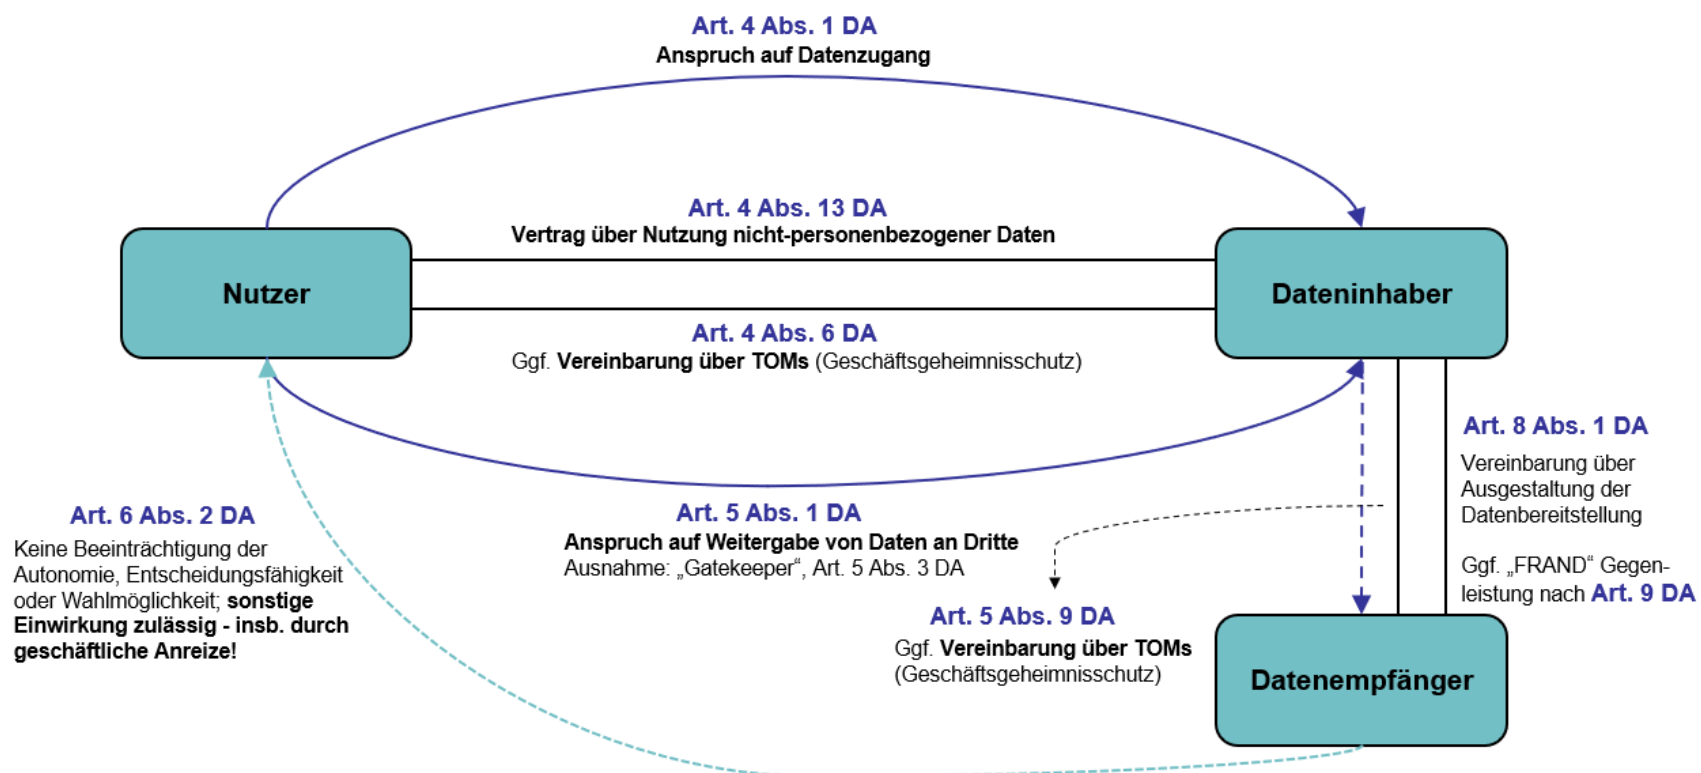 Art. 4 Abs. 1 DA
Anspruch auf Datenzugang
Art. 4 Abs. 13 DA
Vertrag über Nutzung nicht-personenbezogener Daten
Nutzer
Dateninhaber
Art. 4 Abs. 6 DA
Ggf. Vereinbarung über TOMs (Geschäftsgeheimnisschutz)
Art. 8 Abs. 1 DA
Vereinbarung über
Ausgestaltung der
Datenbereitstellung
Ggf. „FRAND“ Gegen-
leistung nach Art. 9 DA
Art. 6 Abs. 2 DA
Keine Beeinträchtigung der
Autonomie, Entscheidungsfähigkeit
oder Wahlmöglichkeit; sonstige
Einwirkung zulässig - insb. durch
geschäftliche Anreize!
Art. 5 Abs. 1 DA
Anspruch auf Weitergabe von Daten an Dritte
Ausnahme: „Gatekeeper“, Art. 5 Abs. 3 DA
Art. 5 Abs. 9 DA
Ggf. Vereinbarung über TOMs
(Geschäftsgeheimnisschutz)
Datenempfänger